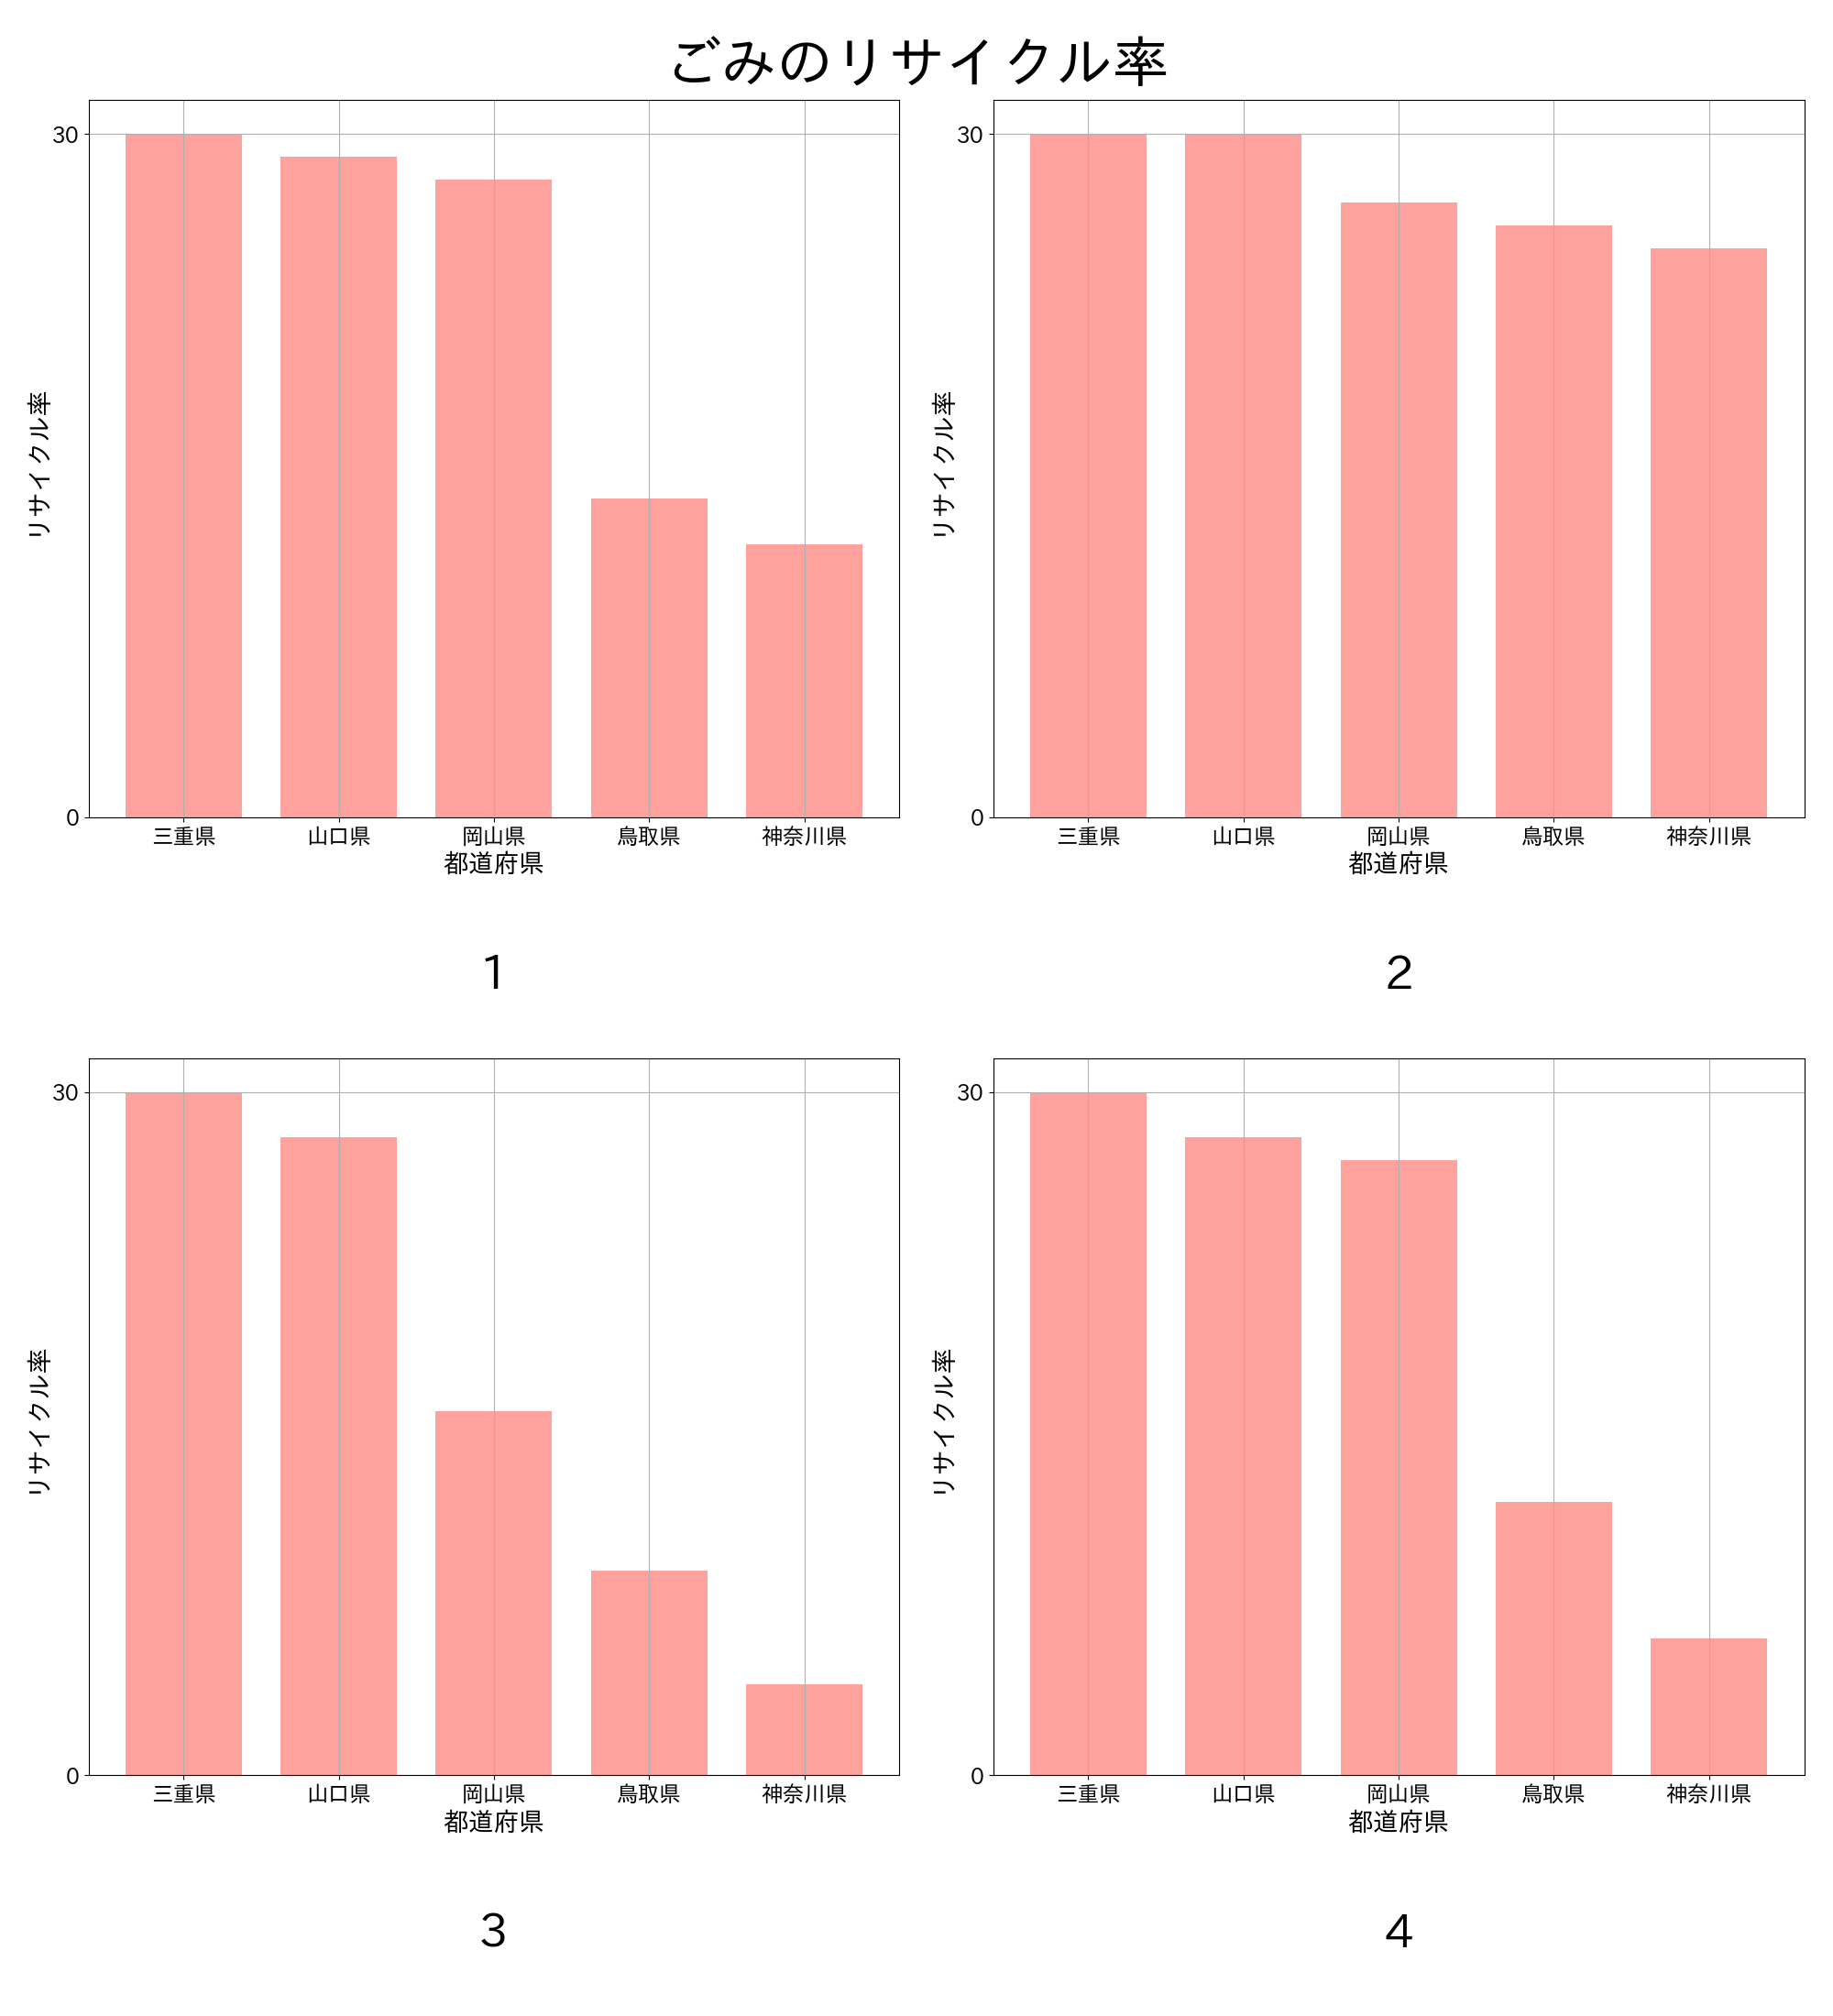 ごみのリサイクル率
30
0
リサイクル率
三重県 山口県 岡山県 鳥取県 神奈川県
都道府県
1
30
0
リサイクル率
三重県 山口県 岡山県 鳥取県 神奈川県
都道府県
2
30
0
リサイクル率
三重県 山口県 岡山県 鳥取県 神奈川県
都道府県
3
30
0
リサイクル率
三重県 山口県 岡山県 鳥取県 神奈川県
都道府県
4